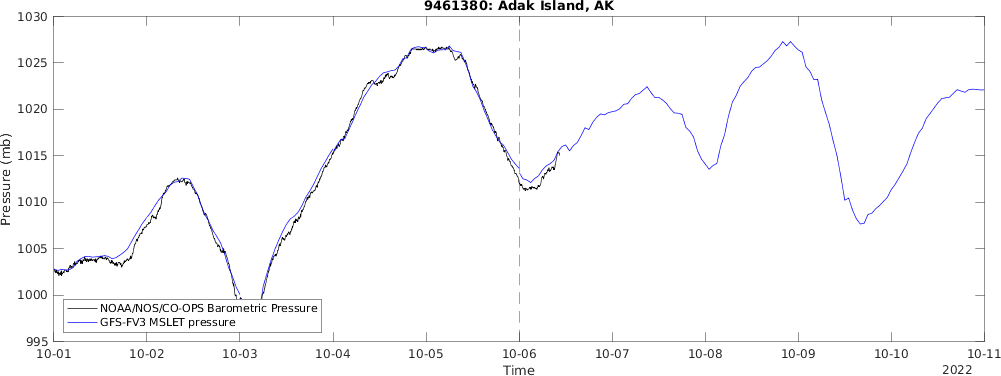 9461380: Adak Island, AK
Pressure (mb)
1030
1025
1020
1015
1010
1005
1000
995
NOAA/NOS/CO-OPS Barometric Pressure
GFS-FV3 MSLET pressure
10-01 10-02 10-03 10-04 10-05 10-06 10-07 10-08 10-09 10-10 10-11
Time
2022